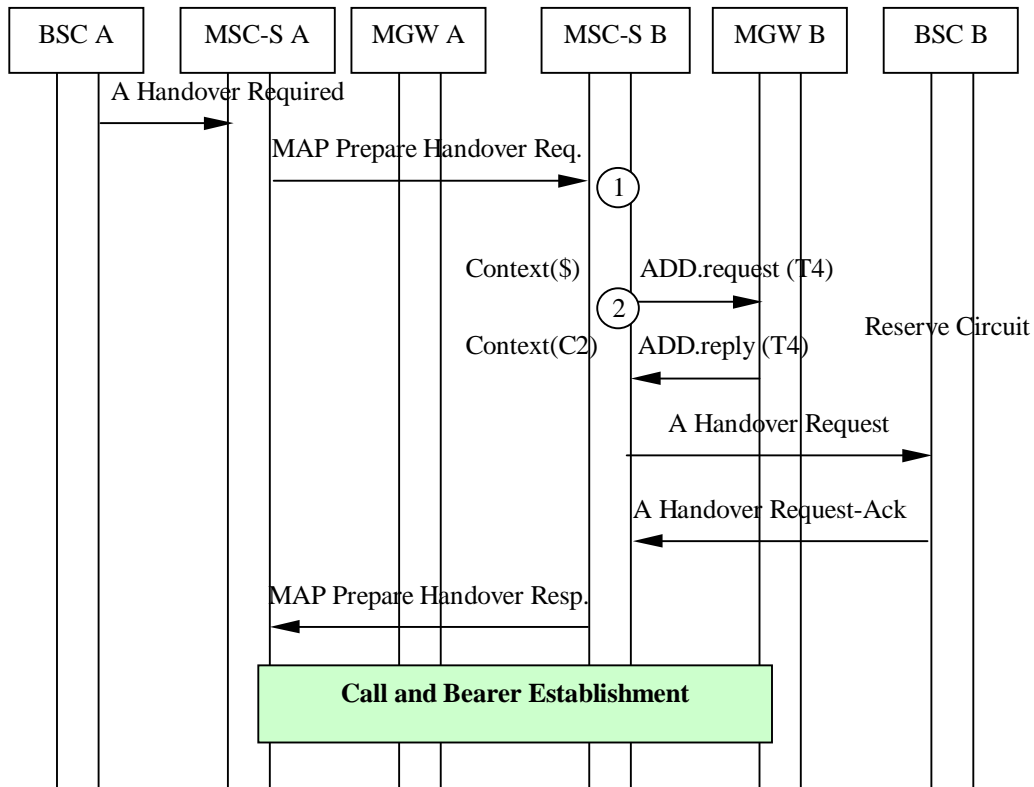 BSC A
MSC-S A
MGW A
MSC-S B
MGW B
BSC B
A Handover Required
MAP Prepare Handover Req.
1
Context($)
ADD.request (T4)
2
Reserve Circuit
Context(C2)
ADD.reply (T4)
A Handover Request
A Handover Request-Ack
MAP Prepare Handover Resp.
Call and Bearer Establishment